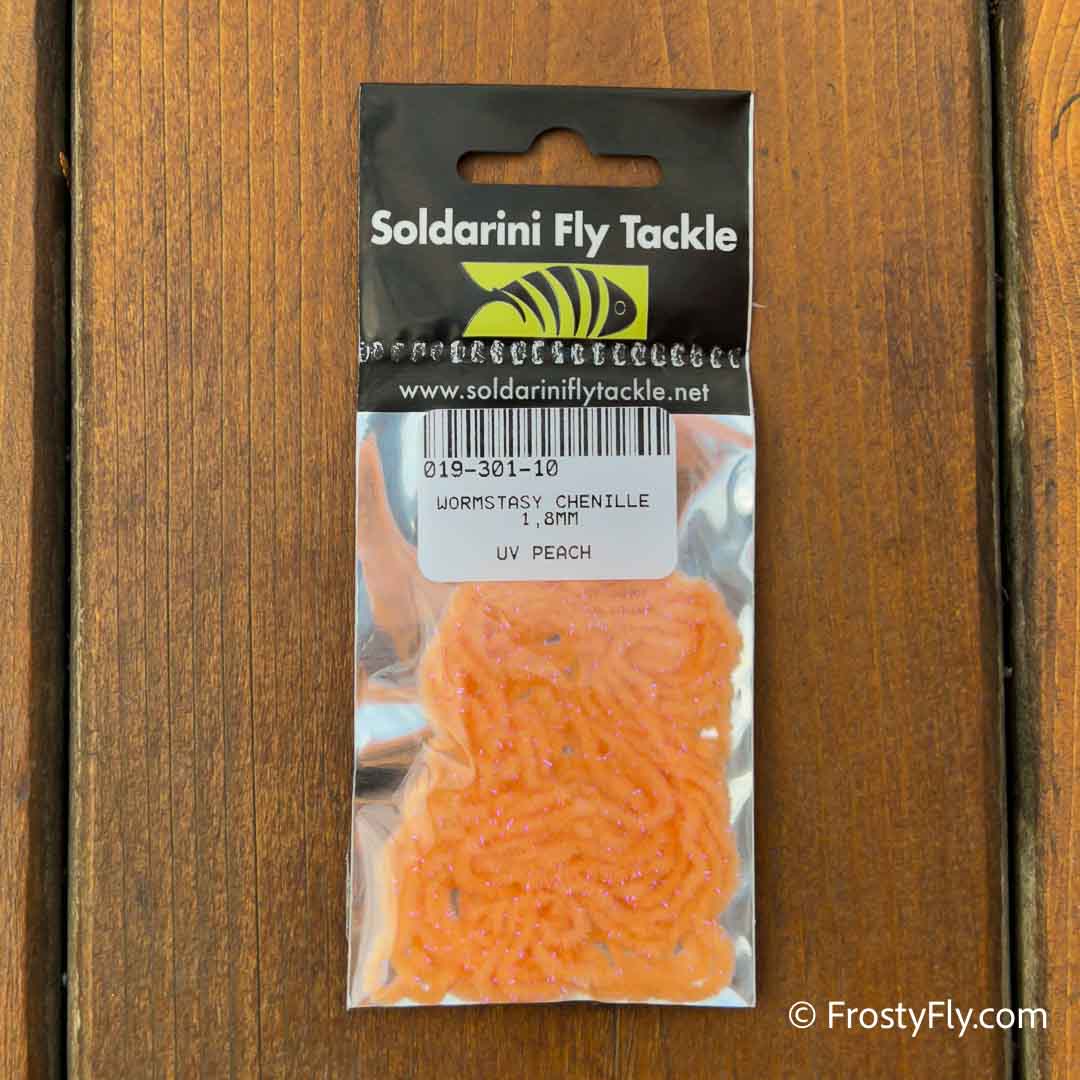 Soldarini Fly Tackle
www.soldariniflytackle.net
019-301-10
WORMSTASY CHENILLE
1,8MM
UV PEACH
© FrostyFly.com